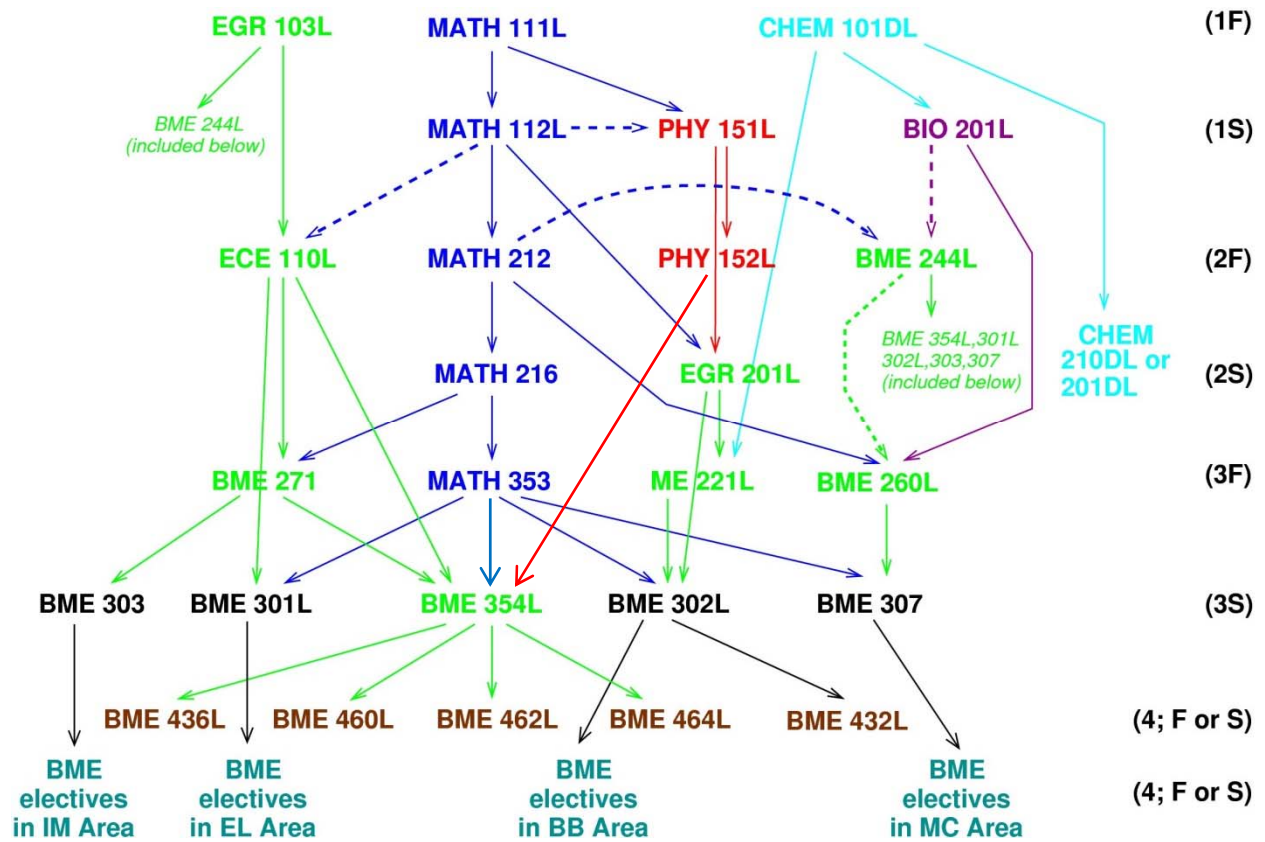 EGR 103L MATH 111L CHEM 101DL (1F)
BME 244L
(included below)
MATH 112L PHY 151L BIO 201L (1S)
ECE 110L MATH 212 PHY 152L BME 244L (2F)
BME 354L,301L
302L,303,307
(included below)
CHEM
210DL or
201DL
MATH 216 EGR 201L (2S)
BME 271 MATH 353 ME 221L BME 260L (3F)
BME 303 BME 301L BME 354L BME 302L BME 307 (3S)
BME 436L BME 460L BME 462L BME 464L BME 432L (4; F or S)
BME
electives
in IM Area
BME
electives
in EL Area
BME
electives
in BB Area
BME
electives
in MC Area
(4; F or S)